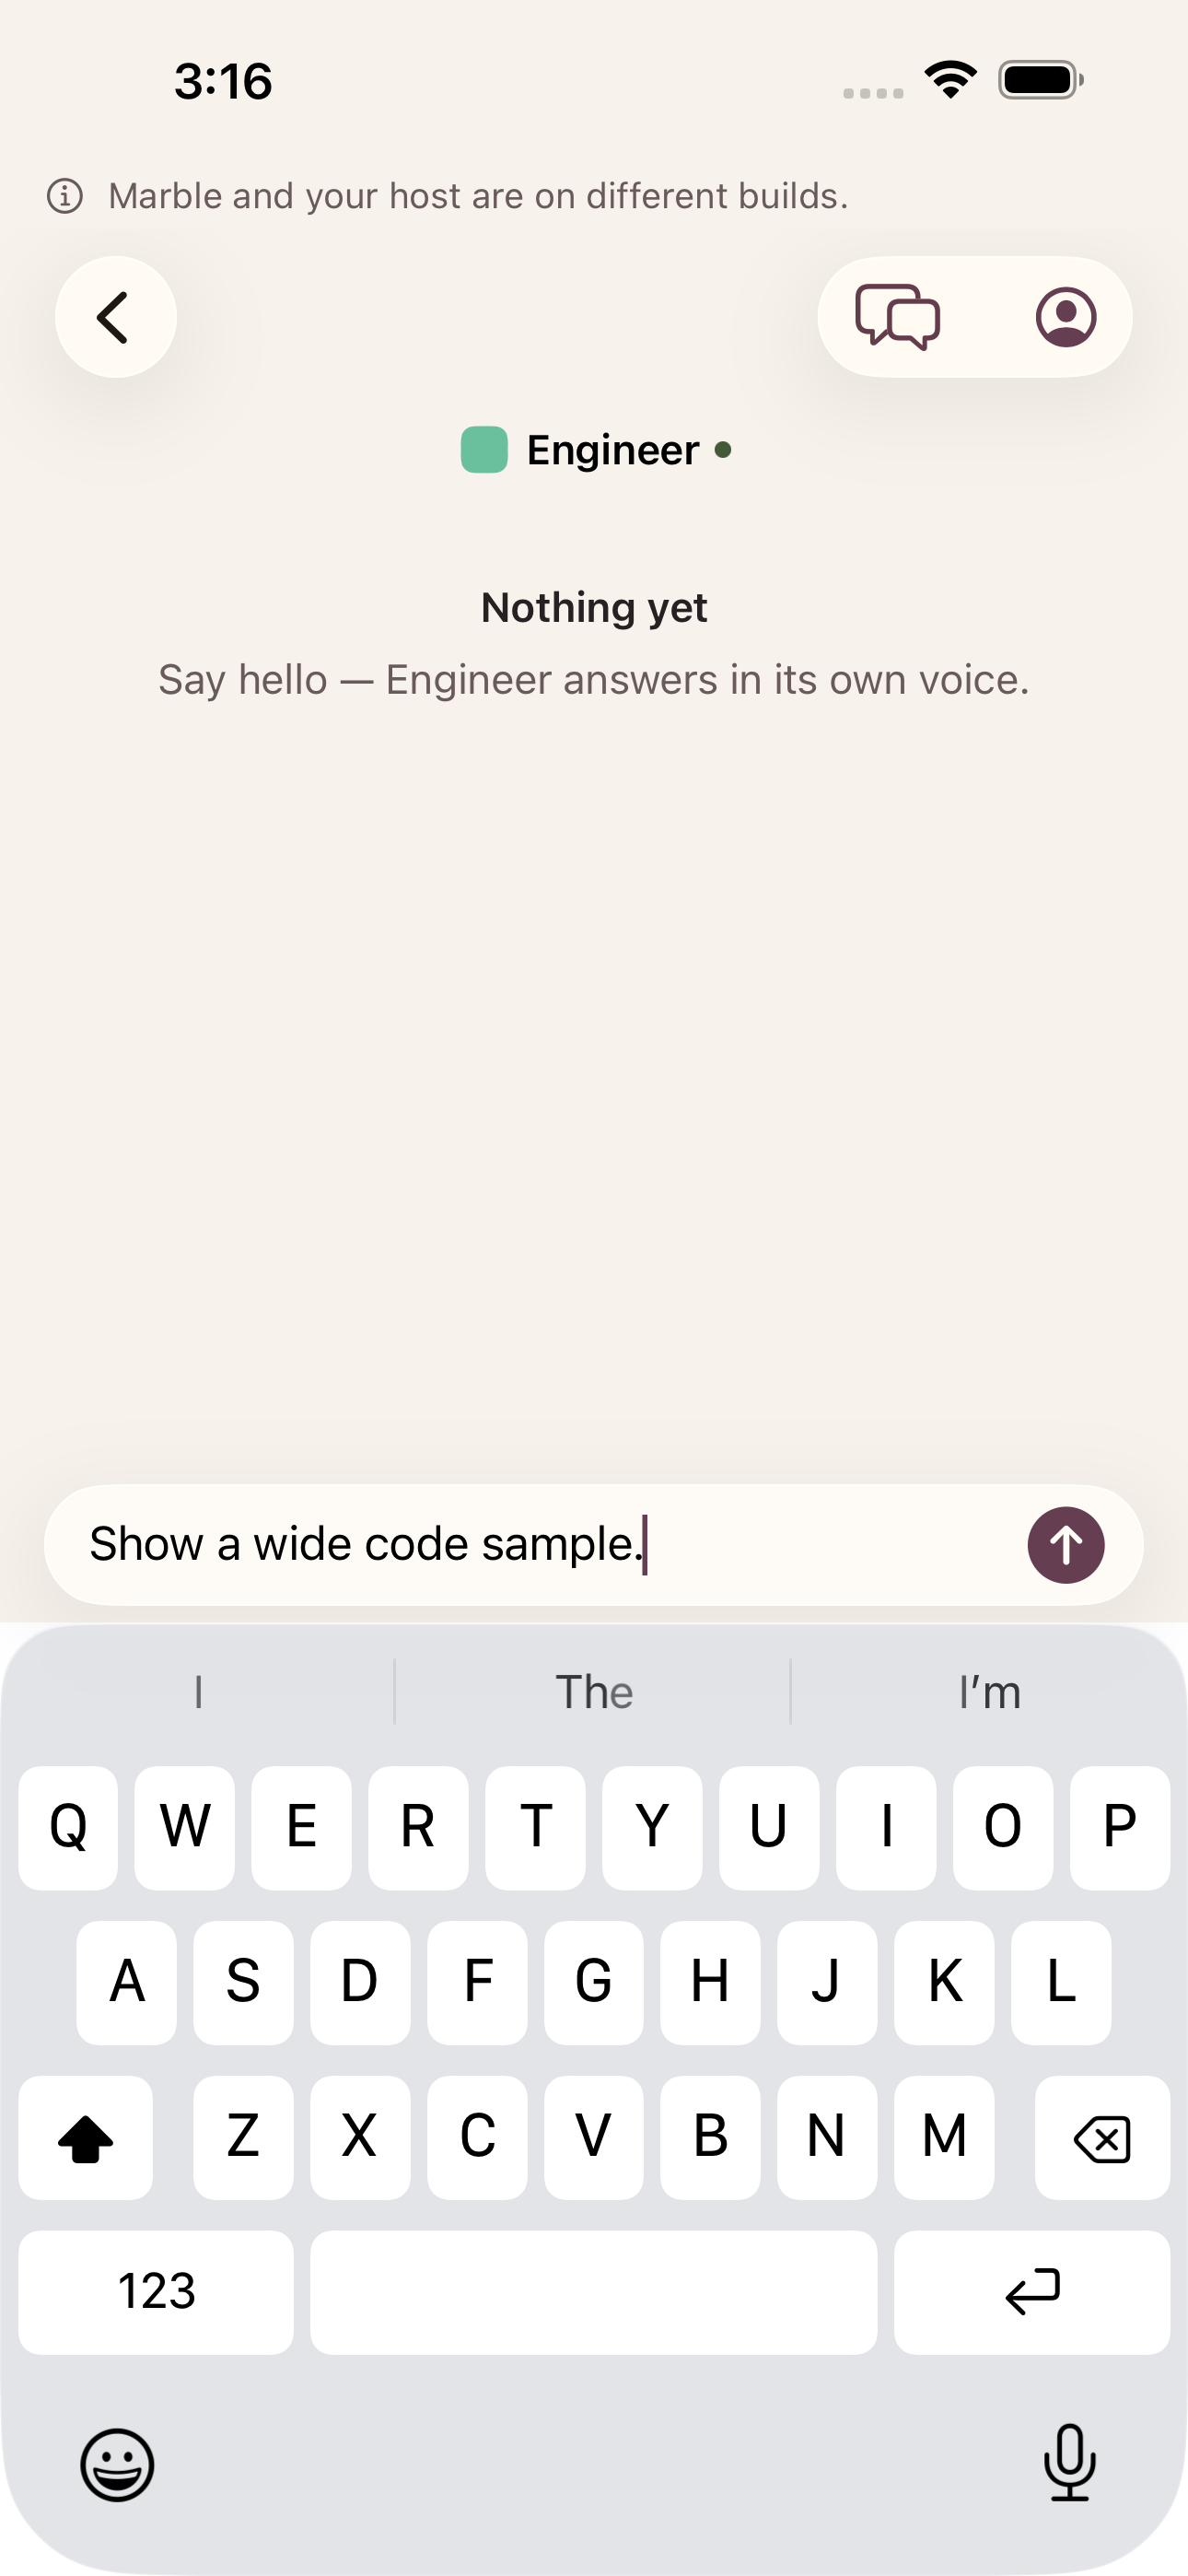 3:16
Marble and your host are on different builds.
Engineer
Nothing yet
Say hello — Engineer answers in its own voice.
Show a wide code sample.
I The I’m
Q W E R T Y U I O P
A S D F G H J K L
Z X C V B N M
123